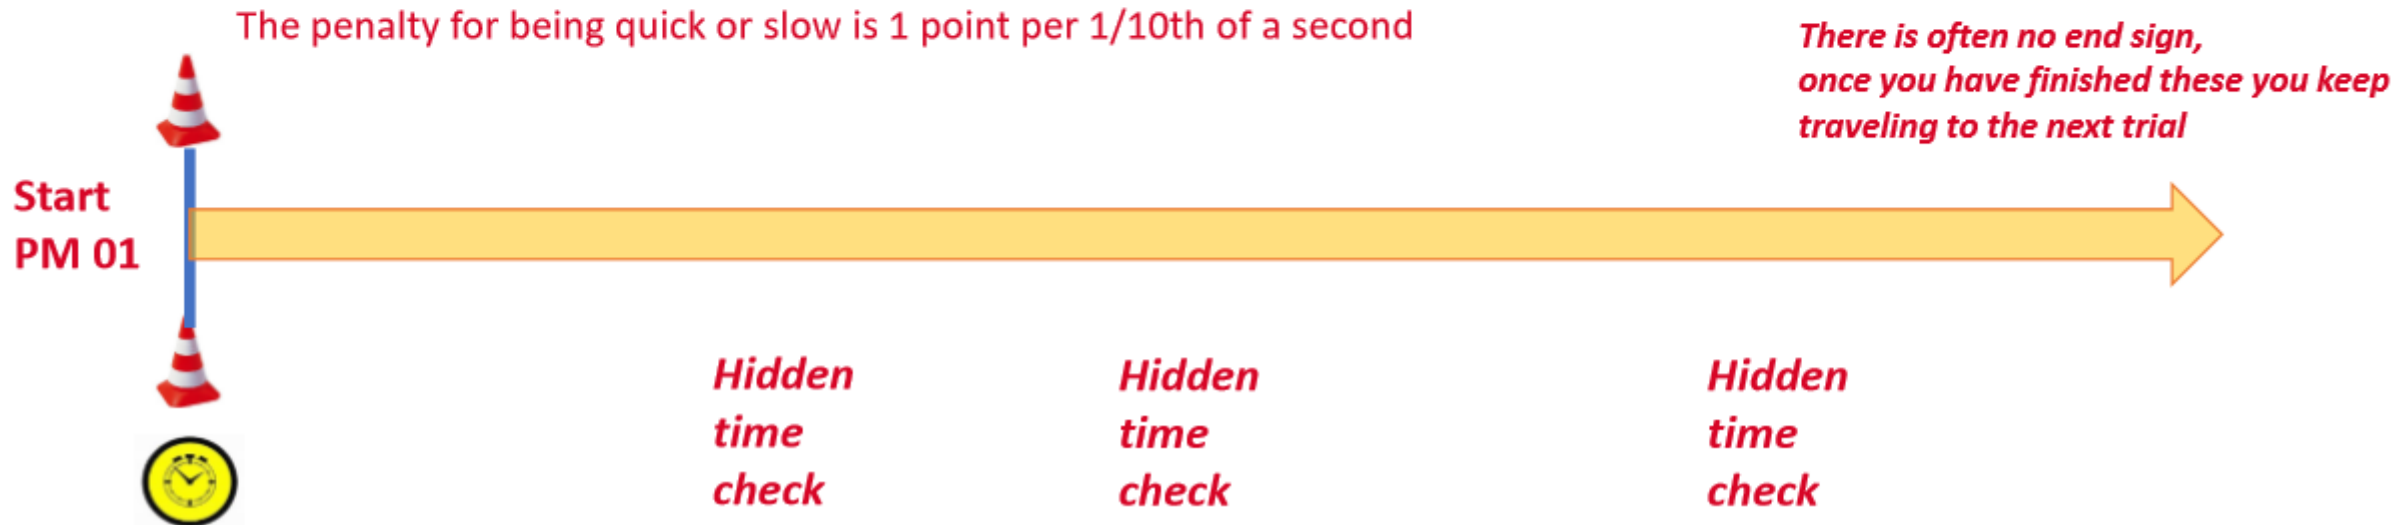 The penalty for being quick or slow is 1 point per 1/10th of a second
There is often no end sign,
once you have finished these you keep
traveling to the next trial
Start
PM 01
Hidden
time
check
Hidden
time
check
Hidden
time
check